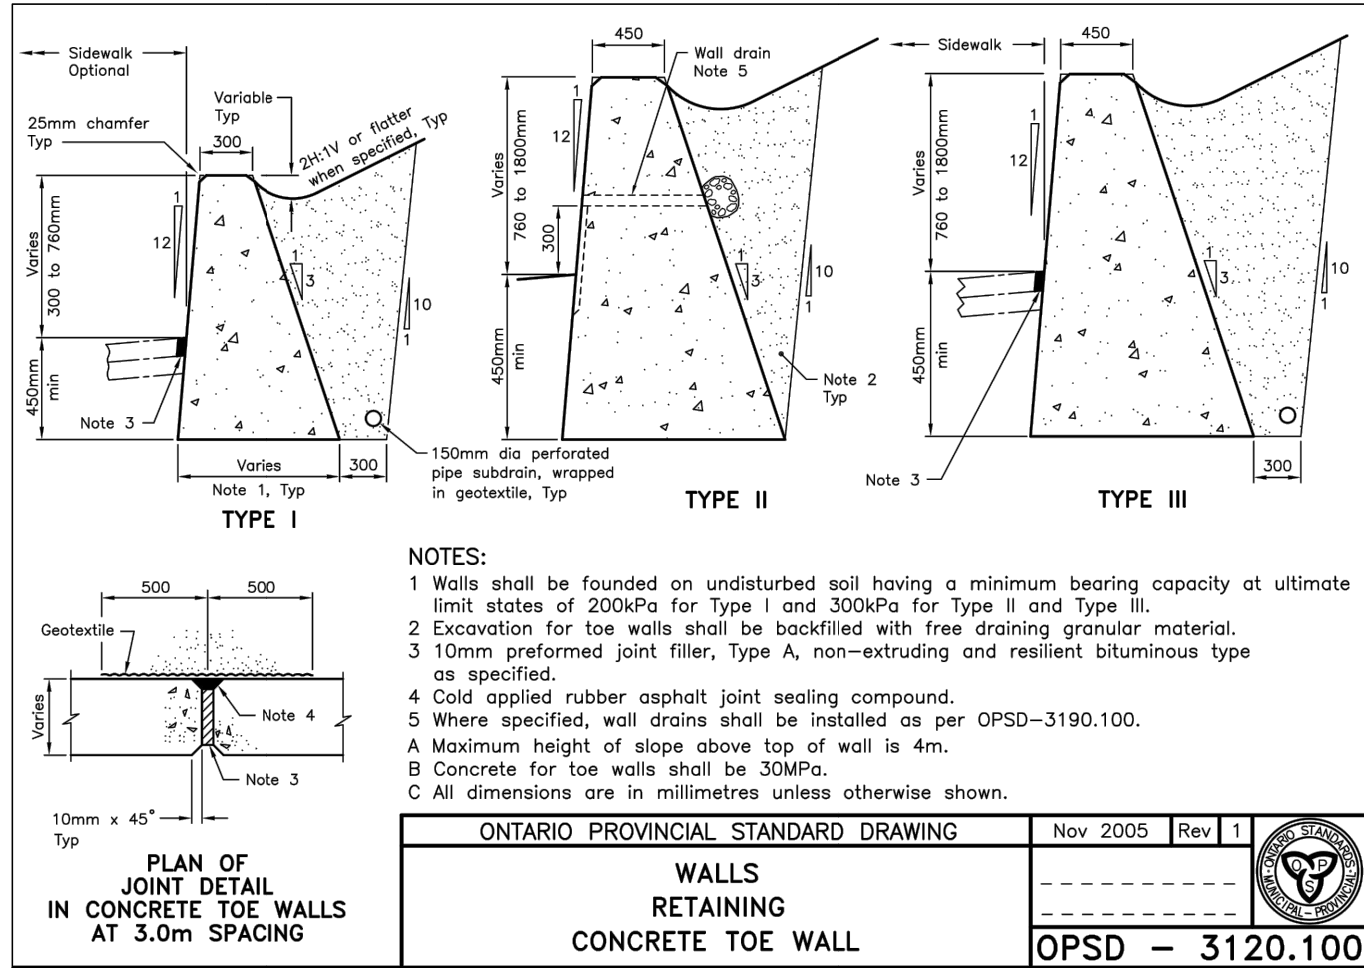 Sidewalk
Optional
25mm chamfer
Typ
Variable
Typ
300
2H:1V or flatter
when specified, Typ
Varies
300 to 760mm
450mm
min
1
12
1
3
10
1
Note 3
Varies
Note 1, Typ
300
150mm dia perforated
pipe subdrain, wrapped
in geotextile, Typ
TYPE I
450
Wall drain
Note 5
Varies
760 to 1800mm
450mm
min
1
12
300
1
3
10
1
Note 2
Typ
TYPE II
Sidewalk
450
Varies
760 to 1800mm
450mm
min
1
12
1
3
10
1
Note 3
300
TYPE III
500
500
Geotextile
Varies
Note 4
Note 3
10mm x 45°
Typ
PLAN OF
JOINT DETAIL
IN CONCRETE TOE WALLS
AT 3.0m SPACING
NOTES:
1 Walls shall be founded on undisturbed soil having a minimum bearing capacity at ultimate
limit states of 200kPa for Type I and 300kPa for Type II and Type III.
2 Excavation for toe walls shall be backfilled with free draining granular material.
3 10mm preformed joint filler, Type A, non-extruding and resilient bituminous type
as specified.
4 Cold applied rubber asphalt joint sealing compound.
5 Where specified, wall drains shall be installed as per OPSD-3190.100.
A Maximum height of slope above top of wall is 4m.
B Concrete for toe walls shall be 30MPa.
C All dimensions are in millimetres unless otherwise shown.
ONTARIO PROVINCIAL STANDARD DRAWING
Nov 2005
Rev
1
WALLS
RETAINING
CONCRETE TOE WALL
ONTARIO STANDARDS
MUNICIPAL-PROVINCIAL
O P
S
OPSD - 3120.100